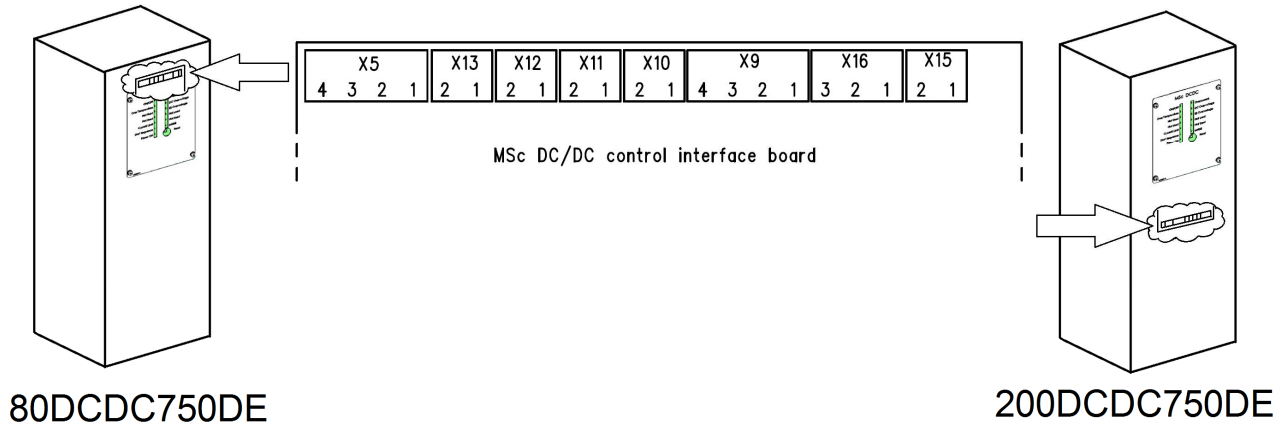 X5 X13 X12 X11 X10 X9 X16 X15
4 3 2 1 2 1 2 1 2 1 2 1 4 3 2 1 3 2 1 2 1
MSc DC/DC control interface board
MSc DCDC
80DCDC750DE
200DCDC750DE